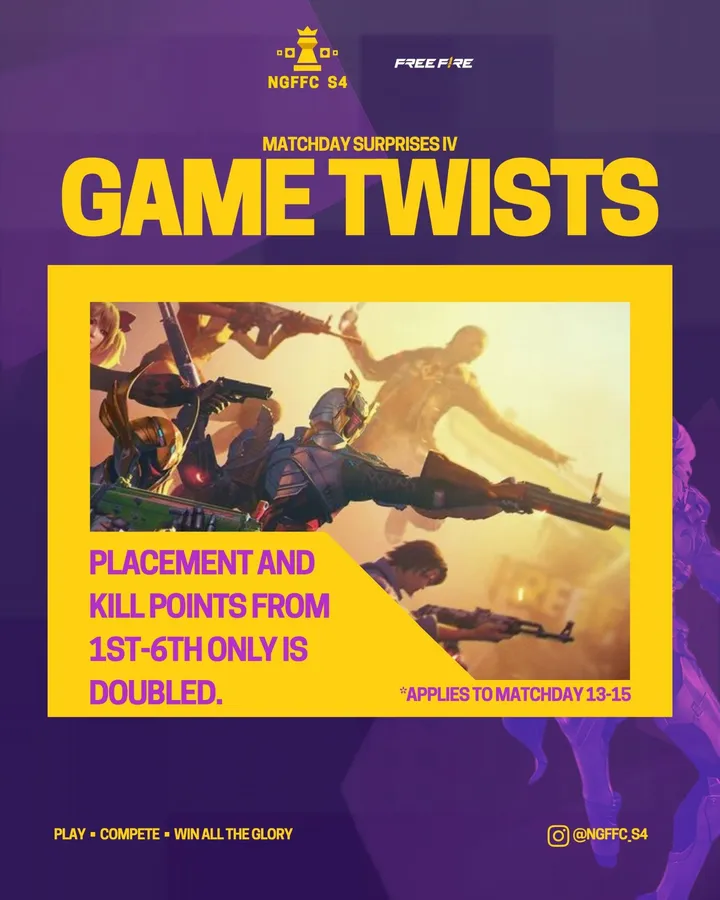 NGFFC S4
FREE FIRE
MATCHDAY SURPRISES IV
GAME TWISTS
PLACEMENT AND
KILL POINTS FROM
1ST-6TH ONLY IS
DOUBLED.
*APPLIES TO MATCHDAY 13-15
PLAY ▪ COMPETE ▪ WIN ALL THE GLORY
@NGFFC_S4